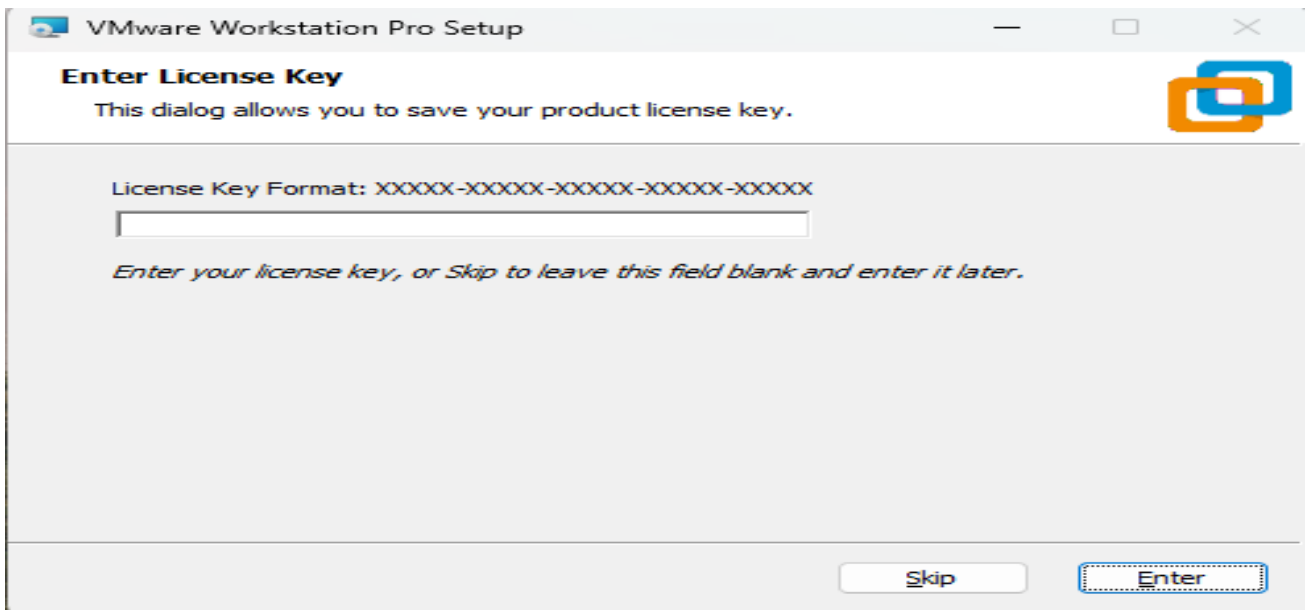 VMware Workstation Pro Setup
Enter License Key
This dialog allows you to save your product license key.
License Key Format: XXXXX-XXXXX-XXXXX-XXXXX-XXXXX
Enter your license key, or Skip to leave this field blank and enter it later.
Skip
Enter